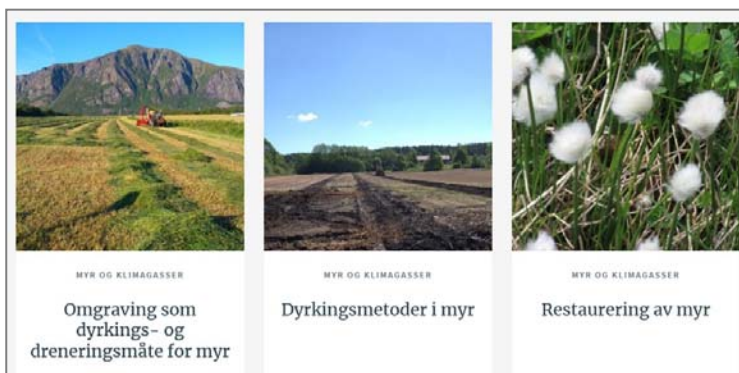 MYR OG KLIMAGASSER
Omgraving som
dyrkings- og
dreneringsmåte for myr
MYR OG KLIMAGASSER
Dyrkingsmetoder i myr
MYR OG KLIMAGASSER
Restaurering av myr